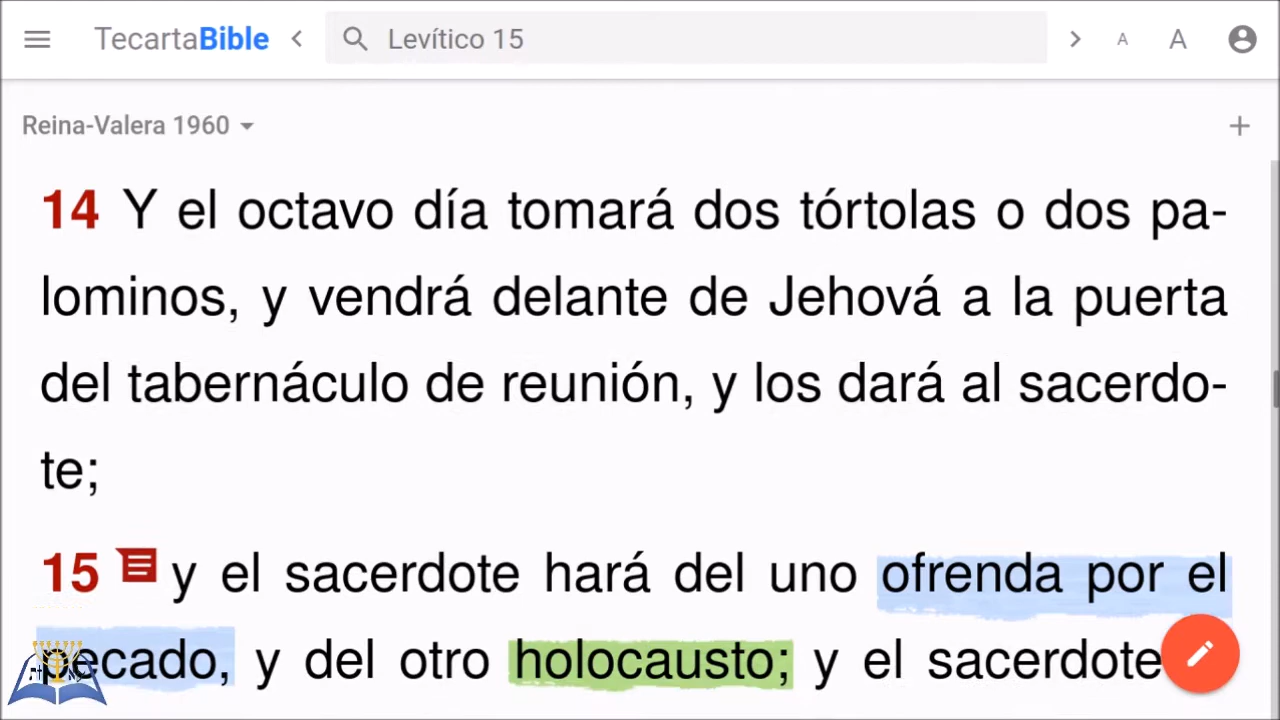 TecartaBible
Levítico 15
A A
Reina-Valera 1960
14 Y el octavo día tomará dos tórtolas o dos pa-
lominos, y vendrá delante de Jehová a la puerta
del tabernáculo de reunión, y los dará al sacerdo-
te;
15 y el sacerdote hará del uno ofrenda por el
pecado, y del otro holocausto; y el sacerdote